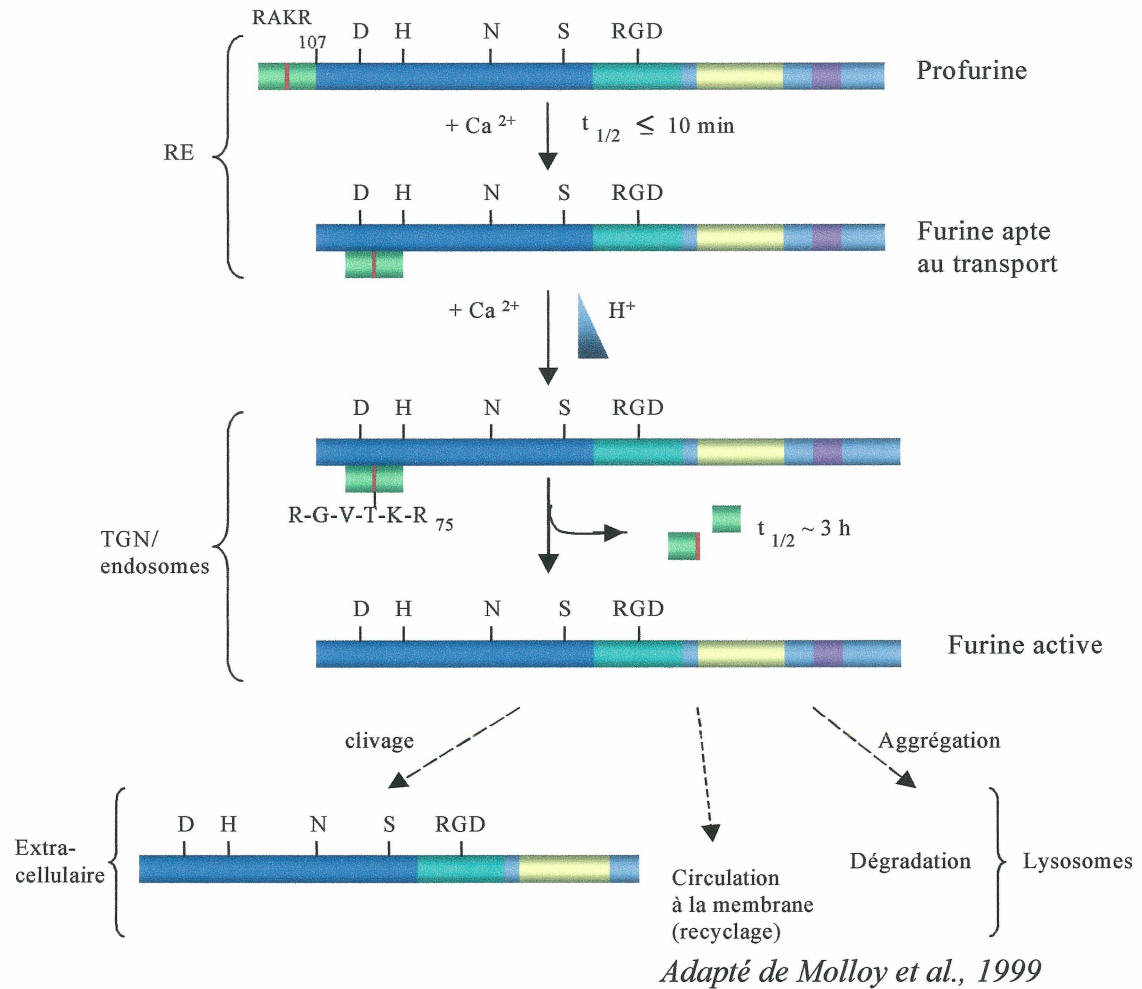 RAKR
107
D H N S RGD
Profurine
+ Ca 2+ t 1/2 ≤ 10 min
RE
D H N S RGD
Furine apte
au transport
+ Ca 2+ H+
D H N S RGD
R-G-V-T-K-R 75
t 1/2 ~ 3 h
TGN/
endosomes
D H N S RGD
Furine active
clivage
Aggrégation
D H N S RGD
Extra-
cellulaire
Circulation
à la membrane
(recyclage)
Dégradation
Lysosomes
Adapté de Molloy et al., 1999